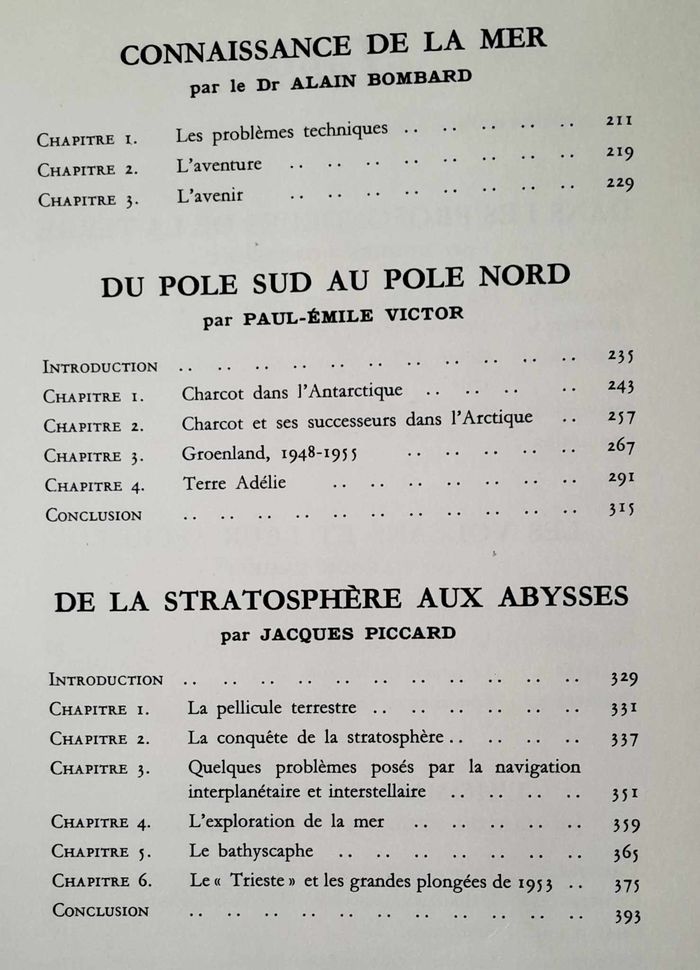 CONNAISSANCE DE LA MER
par le Dr ALAIN BOMBARD
CHAPITRE 1. Les problèmes techniques .. .. .. .. .. 211
CHAPITRE 2. L'aventure .. .. .. .. .. .. .. .. 219
CHAPITRE 3. L'avenir .. .. .. .. .. .. .. .. 229
DU POLE SUD AU POLE NORD
par PAUL-ÉMILE VICTOR
INTRODUCTION .. .. .. .. .. .. .. .. .. .. .. 235
CHAPITRE 1. Charcot dans l'Antarctique .. .. .. .. 243
CHAPITRE 2. Charcot et ses successeurs dans l'Arctique .. 257
CHAPITRE 3. Groenland, 1948-1955 .. .. .. .. .. 267
CHAPITRE 4. Terre Adélie .. .. .. .. .. .. .. 291
CONCLUSION .. .. .. .. .. .. .. .. .. .. .. 315
DE LA STRATOSPHÈRE AUX ABYSSES
par JACQUES PICCARD
INTRODUCTION .. .. .. .. .. .. .. .. .. .. .. 329
CHAPITRE 1. La pellicule terrestre .. .. .. .. .. .. 331
CHAPITRE 2. La conquête de la stratosphère .. .. .. .. 337
CHAPITRE 3. Quelques problèmes posés par la navigation
interplanétaire et interstellaire .. .. .. .. 351
CHAPITRE 4. L'exploration de la mer .. .. .. .. .. 359
CHAPITRE 5. Le bathyscaphe .. .. .. .. .. .. .. 365
CHAPITRE 6. Le « Trieste » et les grandes plongées de 1953 .. 375
CONCLUSION .. .. .. .. .. .. .. .. .. .. .. 393